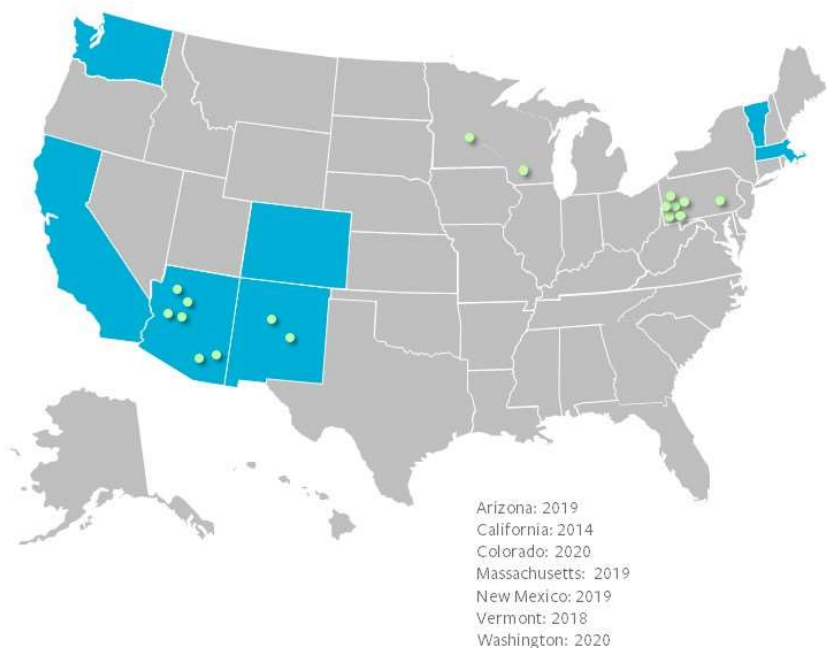 Arizona: 2019
California: 2014
Colorado: 2020
Massachusetts: 2019
New Mexico: 2019
Vermont: 2018
Washington: 2020